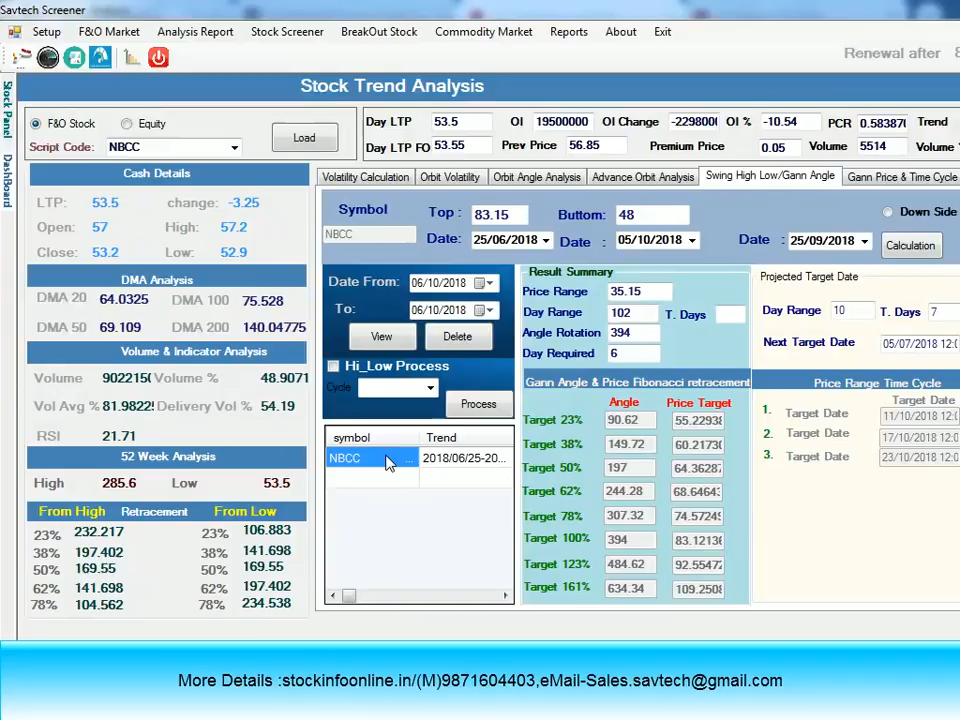 Savtech Screener
Setup F&O Market Analysis Report Stock Screener BreakOut Stock Commodity Market Reports About Exit
Renewal after
Stock Panel
DashBoard
Stock Trend Analysis
F&O Stock Equity
Script Code: NBCC
Load
Day LTP 53.5 OI 19500000 OI Change -229800( OI % -10.54 PCR 0.58387( Trend
Day LTP FO 53.55 Prev Price 56.85 Premium Price 0.05 Volume 5514 Volume
Cash Details
LTP: 53.5 change: -3.25
Open: 57 High: 57.2
Close: 53.2 Low: 52.9
DMA Analysis
DMA 20 64.0325 DMA 100 75.528
DMA 50 69.109 DMA 200 140.04775
Volume & Indicator Analysis
Volume 902215( Volume % 48.9071
Vol Avg % 81.9822 Delivery Vol % 54.19
RSI 21.71
52 Week Analysis
High 285.6 Low 53.5
From High Retracement From Low
23% 232.217 23% 106.883
38% 197.402 38% 141.698
50% 169.55 50% 169.55
62% 141.698 62% 197.402
78% 104.562 78% 234.538
Volatility Calculation Orbit Volatility Orbit Angle Analysis Advance Orbit Analysis Swing High Low/Gann Angle Gann Price & Time Cycle
Symbol Top : 83.15 Buttom: 48 Down Side
NBCC Date: 25/06/2018 Date : 05/10/2018 Date : 25/09/2018 Calculation
Date From: 06/10/2018
To: 06/10/2018
View Delete
Hi_Low Process
Cycle
Process
symbol Trend
NBCC ... 2018/06/25-20...
Result Summary
Price Range 35.15
Day Range 102 T. Days
Angle Rotation 394
Day Required 6
Gann Angle & Price Fibonacci retracement
Angle Price Target
Target 23% 90.62 55.22938
Target 38% 149.72 60.21730
Target 50% 197 64.36287
Target 62% 244.28 68.64643
Target 78% 307.32 74.57249
Target 100% 394 83.12136
Target 123% 484.62 92.55447
Target 161% 634.34 109.2508
Projected Target Date
Day Range 10 T. Days 7
Next Target Date 05/07/2018 12:0
Price Range Time Cycle
Target Date
1. Target Date 11/10/2018 12:0
2. Target Date 17/10/2018 12:0
3. Target Date 23/10/2018 12:0
More Details :stockinfoonline.in/(M)9871604403,eMail-Sales.savtech@gmail.com